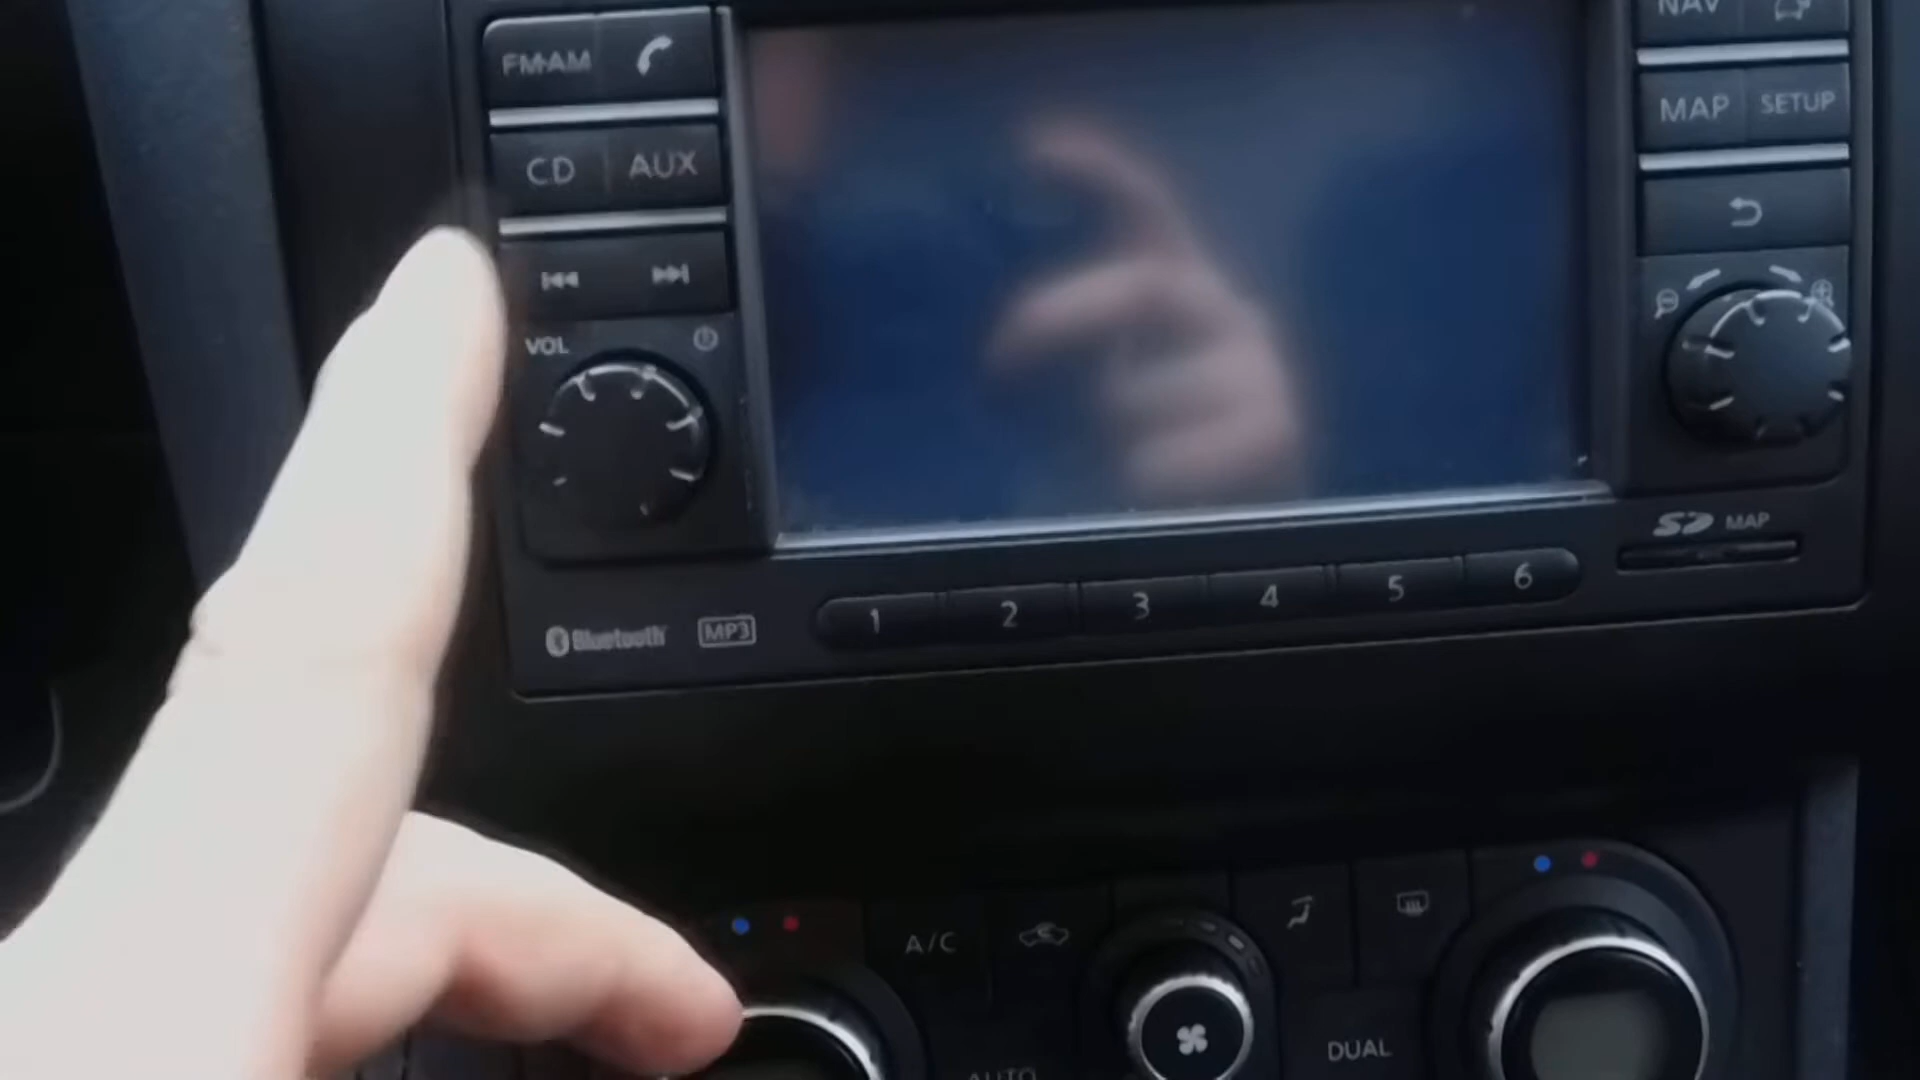 FM·AM
CD AUX
VOL
Bluetooth MP3
1 2 3 4 5 6
NAV
MAP SETUP
SD MAP
A/C
AUTO
DUAL